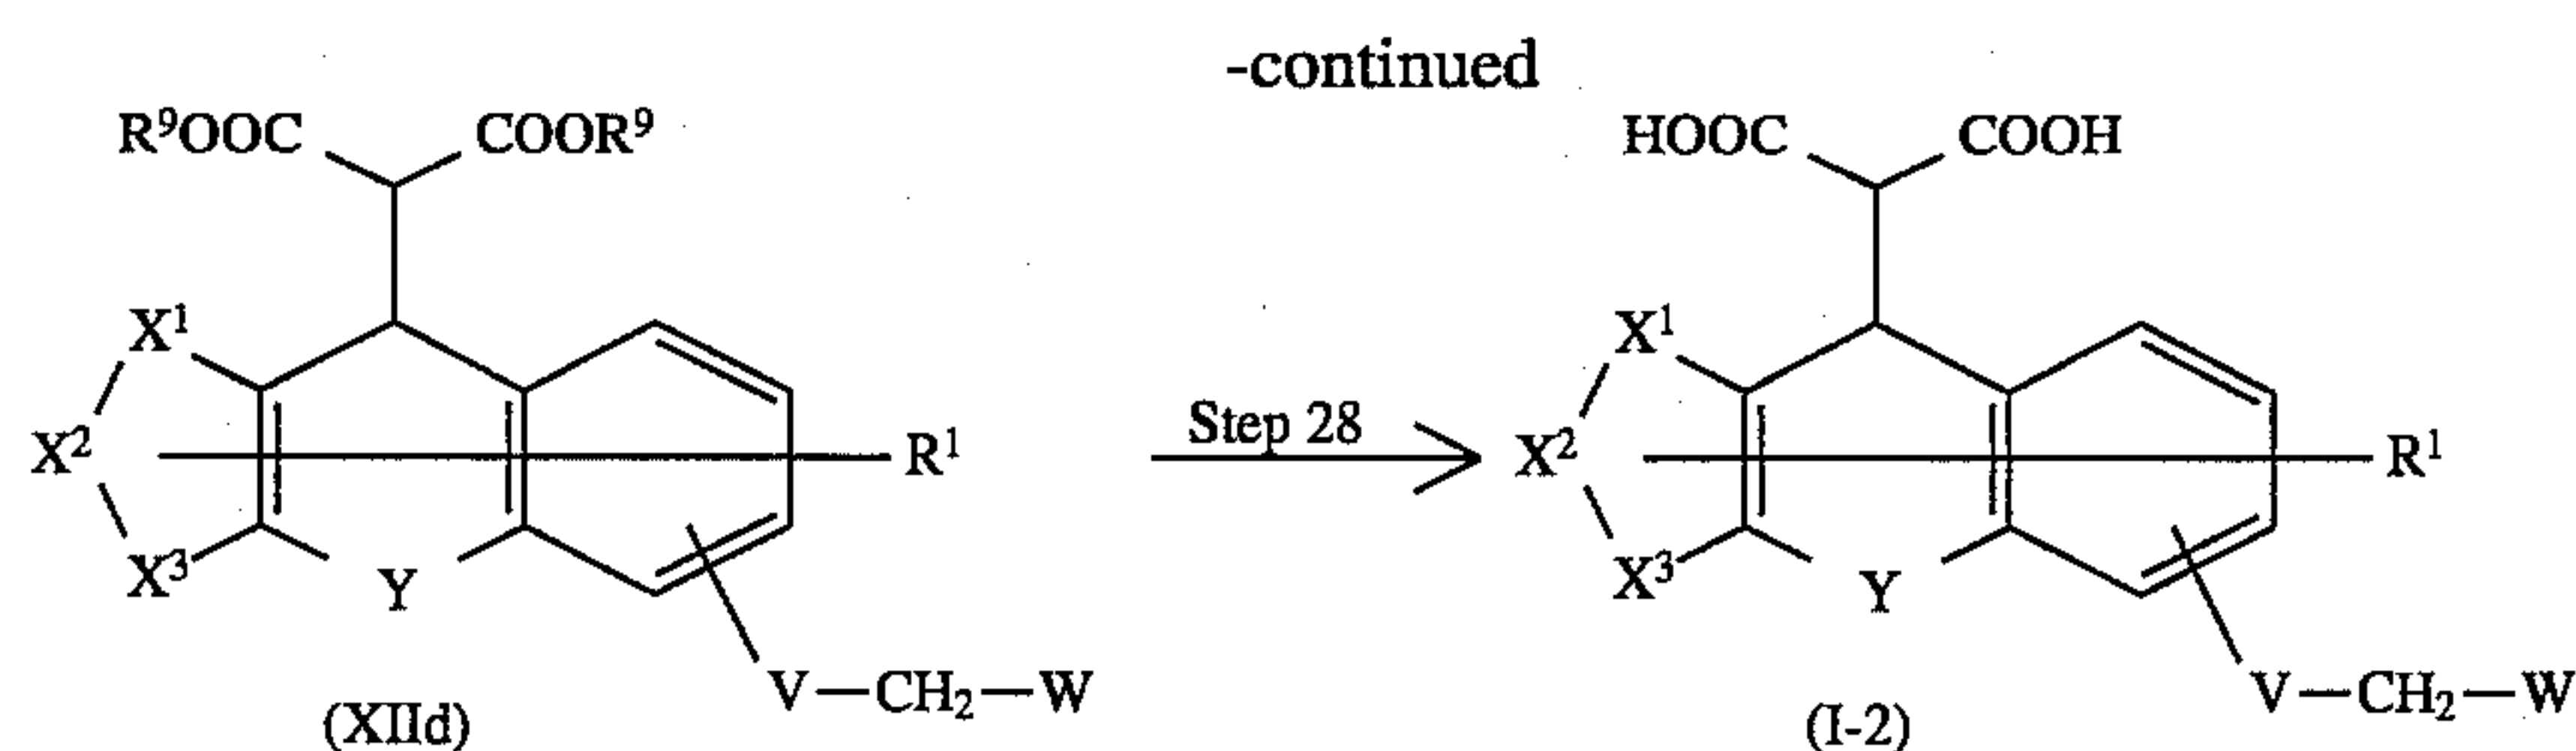 -continued
R⁹OOC COOR⁹ HOOC COOH
X¹ X¹
X² R¹ Step 28 X² R¹
X³ Y X³ Y
V—CH₂—W V—CH₂—W
(XIId) (I-2)